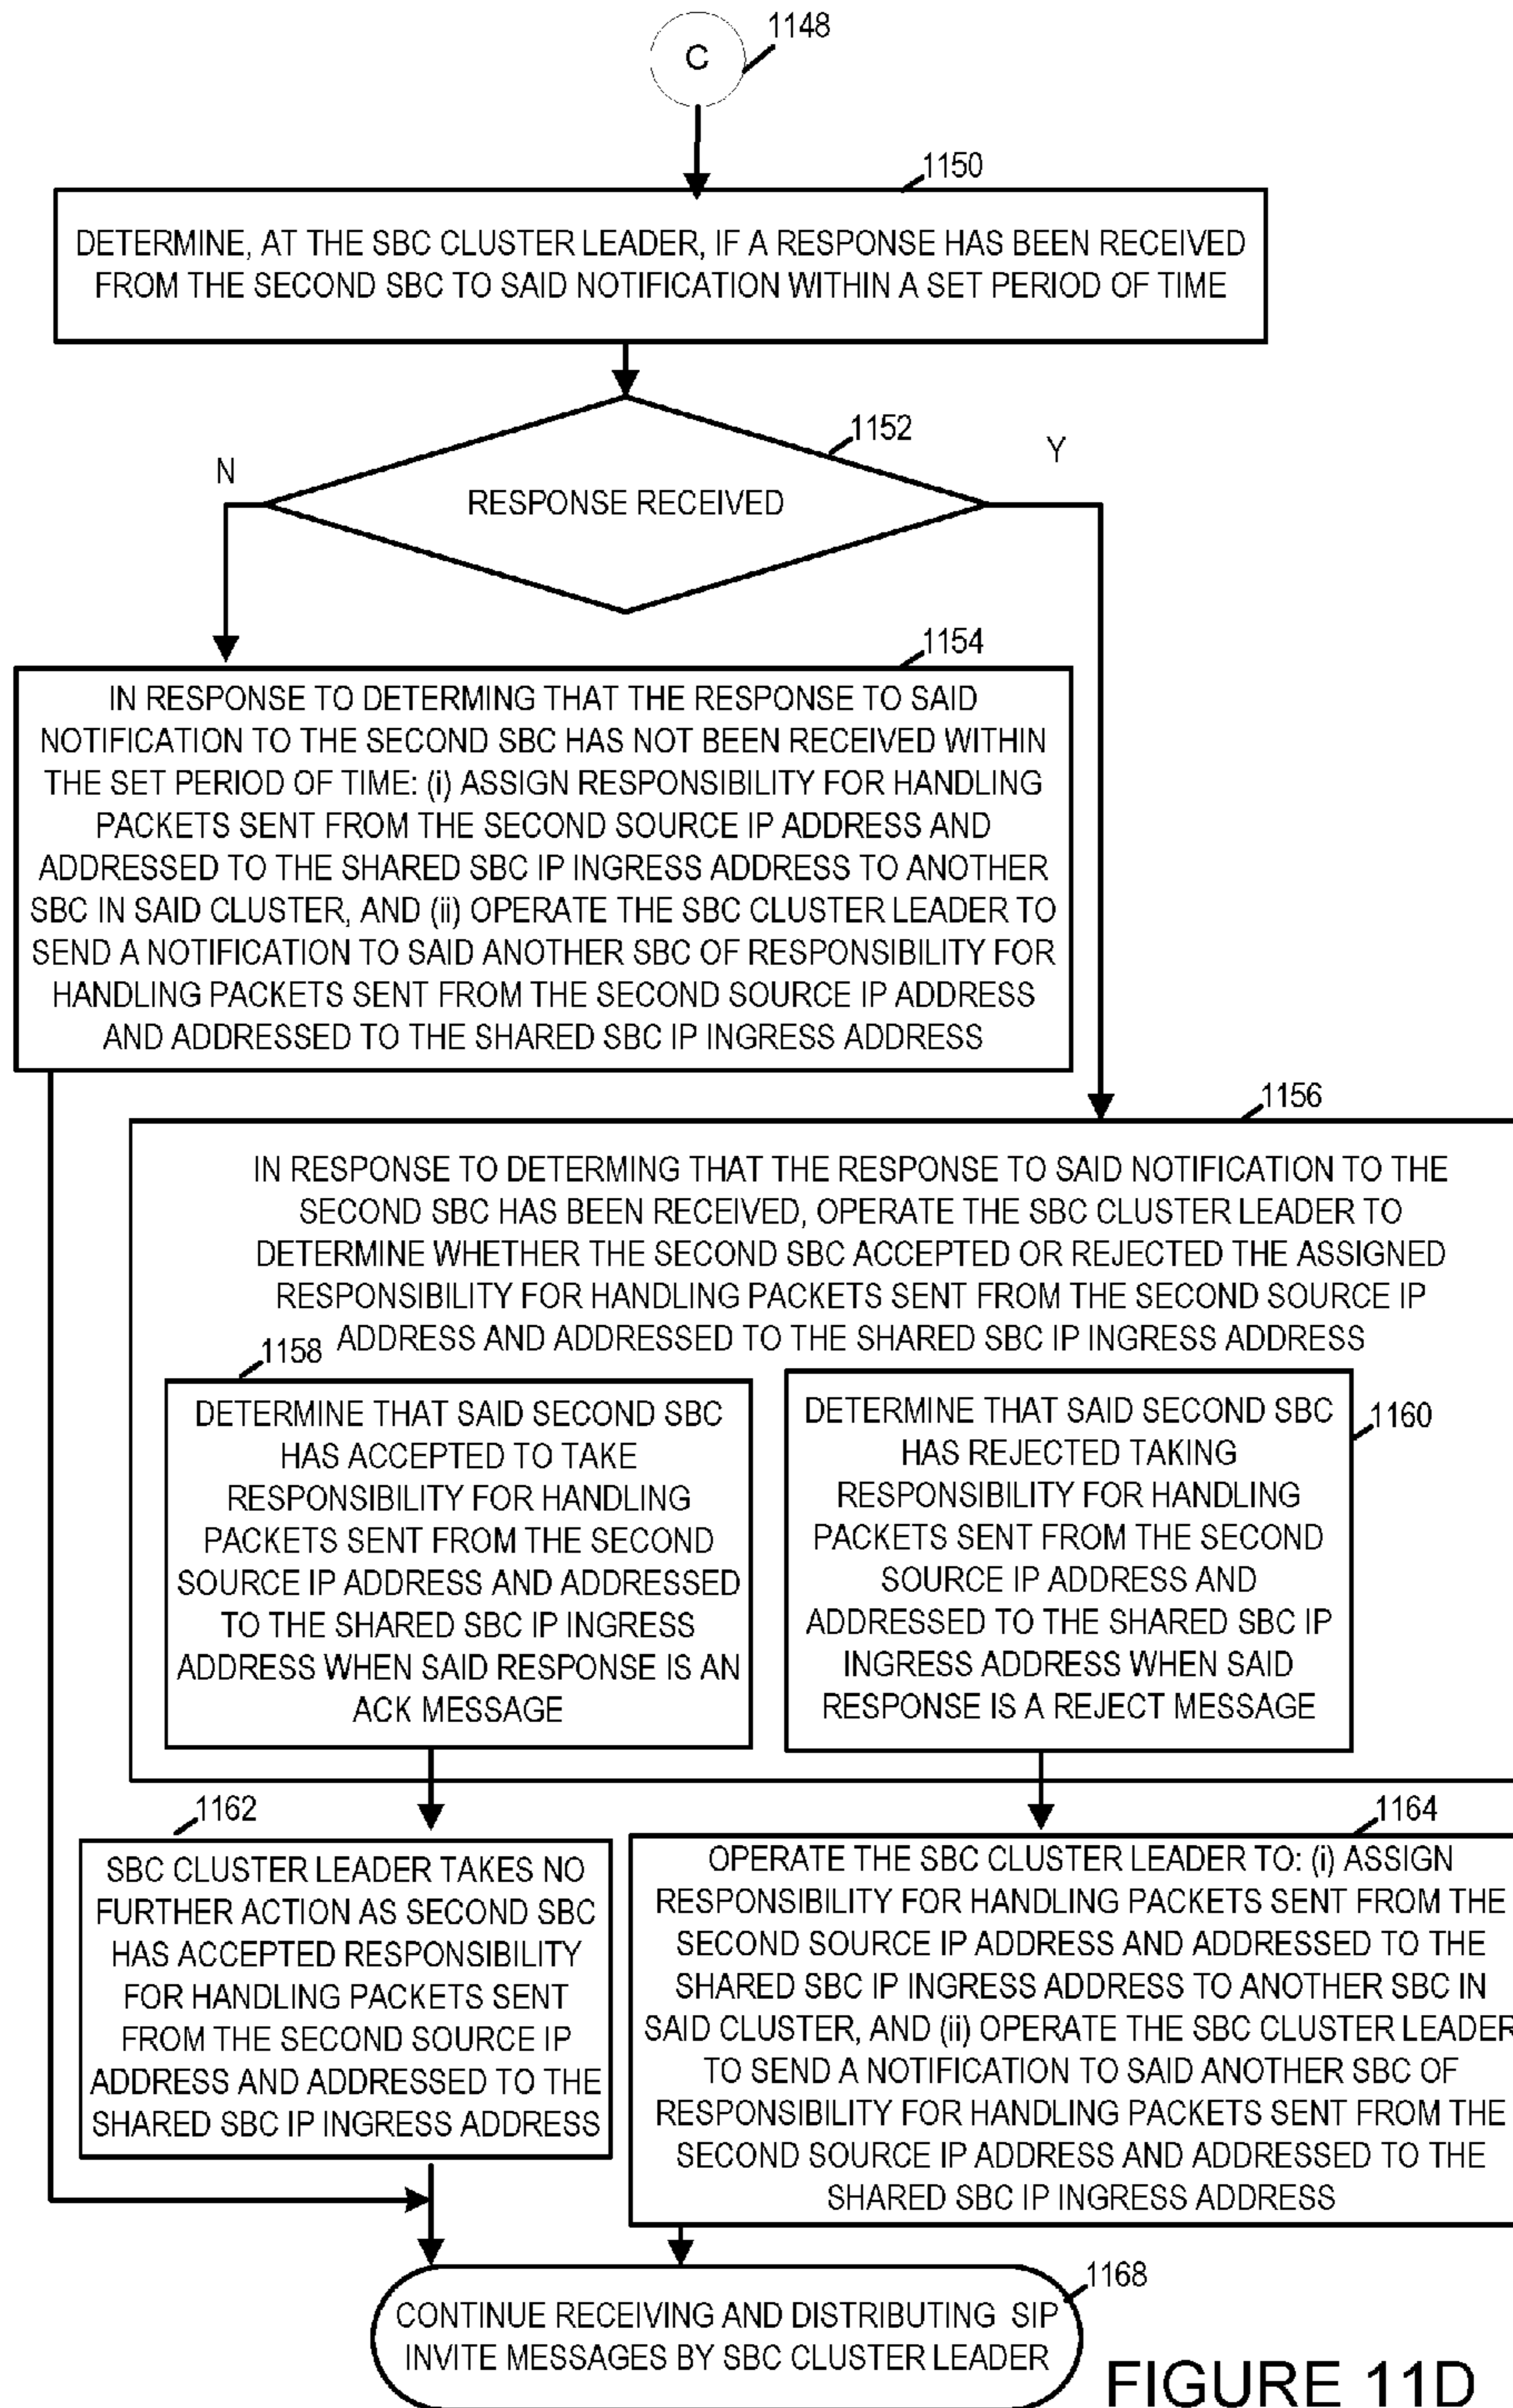 C
1148
1150
DETERMINE, AT THE SBC CLUSTER LEADER, IF A RESPONSE HAS BEEN RECEIVED
FROM THE SECOND SBC TO SAID NOTIFICATION WITHIN A SET PERIOD OF TIME
1152
N
Y
RESPONSE RECEIVED
1154
IN RESPONSE TO DETERMING THAT THE RESPONSE TO SAID
NOTIFICATION TO THE SECOND SBC HAS NOT BEEN RECEIVED WITHIN
THE SET PERIOD OF TIME: (i) ASSIGN RESPONSIBILITY FOR HANDLING
PACKETS SENT FROM THE SECOND SOURCE IP ADDRESS AND
ADDRESSED TO THE SHARED SBC IP INGRESS ADDRESS TO ANOTHER
SBC IN SAID CLUSTER, AND (ii) OPERATE THE SBC CLUSTER LEADER TO
SEND A NOTIFICATION TO SAID ANOTHER SBC OF RESPONSIBILITY FOR
HANDLING PACKETS SENT FROM THE SECOND SOURCE IP ADDRESS
AND ADDRESSED TO THE SHARED SBC IP INGRESS ADDRESS
1156
IN RESPONSE TO DETERMING THAT THE RESPONSE TO SAID NOTIFICATION TO THE
SECOND SBC HAS BEEN RECEIVED, OPERATE THE SBC CLUSTER LEADER TO
DETERMINE WHETHER THE SECOND SBC ACCEPTED OR REJECTED THE ASSIGNED
RESPONSIBILITY FOR HANDLING PACKETS SENT FROM THE SECOND SOURCE IP
ADDRESS AND ADDRESSED TO THE SHARED SBC IP INGRESS ADDRESS
1158
DETERMINE THAT SAID SECOND SBC
HAS ACCEPTED TO TAKE
RESPONSIBILITY FOR HANDLING
PACKETS SENT FROM THE SECOND
SOURCE IP ADDRESS AND ADDRESSED
TO THE SHARED SBC IP INGRESS
ADDRESS WHEN SAID RESPONSE IS AN
ACK MESSAGE
1160
DETERMINE THAT SAID SECOND SBC
HAS REJECTED TAKING
RESPONSIBILITY FOR HANDLING
PACKETS SENT FROM THE SECOND
SOURCE IP ADDRESS AND
ADDRESSED TO THE SHARED SBC IP
INGRESS ADDRESS WHEN SAID
RESPONSE IS A REJECT MESSAGE
1162
SBC CLUSTER LEADER TAKES NO
FURTHER ACTION AS SECOND SBC
HAS ACCEPTED RESPONSIBILITY
FOR HANDLING PACKETS SENT
FROM THE SECOND SOURCE IP
ADDRESS AND ADDRESSED TO THE
SHARED SBC IP INGRESS ADDRESS
1164
OPERATE THE SBC CLUSTER LEADER TO: (i) ASSIGN
RESPONSIBILITY FOR HANDLING PACKETS SENT FROM THE
SECOND SOURCE IP ADDRESS AND ADDRESSED TO THE
SHARED SBC IP INGRESS ADDRESS TO ANOTHER SBC IN
SAID CLUSTER, AND (ii) OPERATE THE SBC CLUSTER LEADER
TO SEND A NOTIFICATION TO SAID ANOTHER SBC OF
RESPONSIBILITY FOR HANDLING PACKETS SENT FROM THE
SECOND SOURCE IP ADDRESS AND ADDRESSED TO THE
SHARED SBC IP INGRESS ADDRESS
1168
CONTINUE RECEIVING AND DISTRIBUTING SIP
INVITE MESSAGES BY SBC CLUSTER LEADER
FIGURE 11D